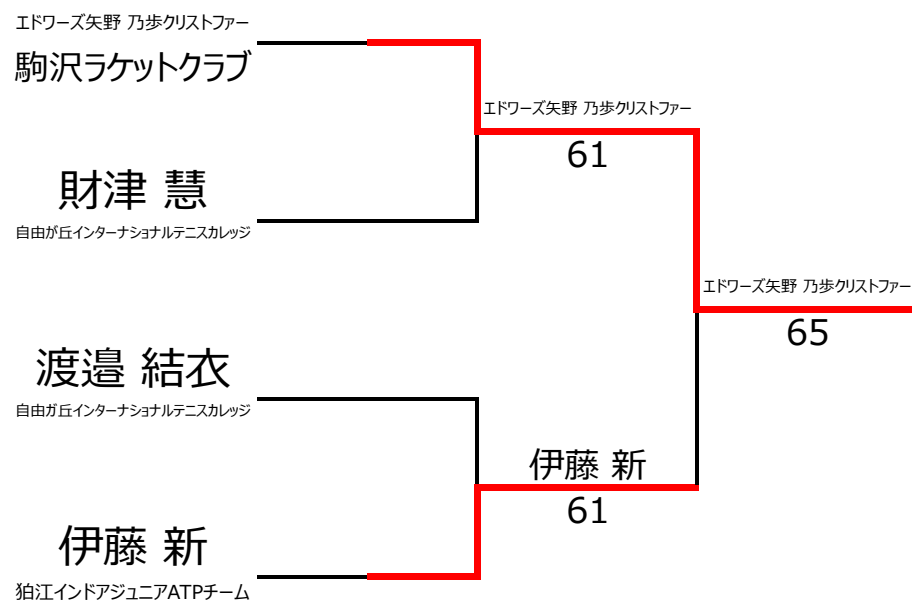 エドワーズ矢野 乃歩クリストファー
駒沢ラケットクラブ
エドワーズ矢野 乃歩クリストファー
61
財津 慧
自由が丘インターナショナルテニスカレッジ
エドワーズ矢野 乃歩クリストファー
65
渡邉 結衣
自由ガ丘インターナショナルテニスカレッジ
伊藤 新
61
伊藤 新
狛江インドアジュニアATPチーム